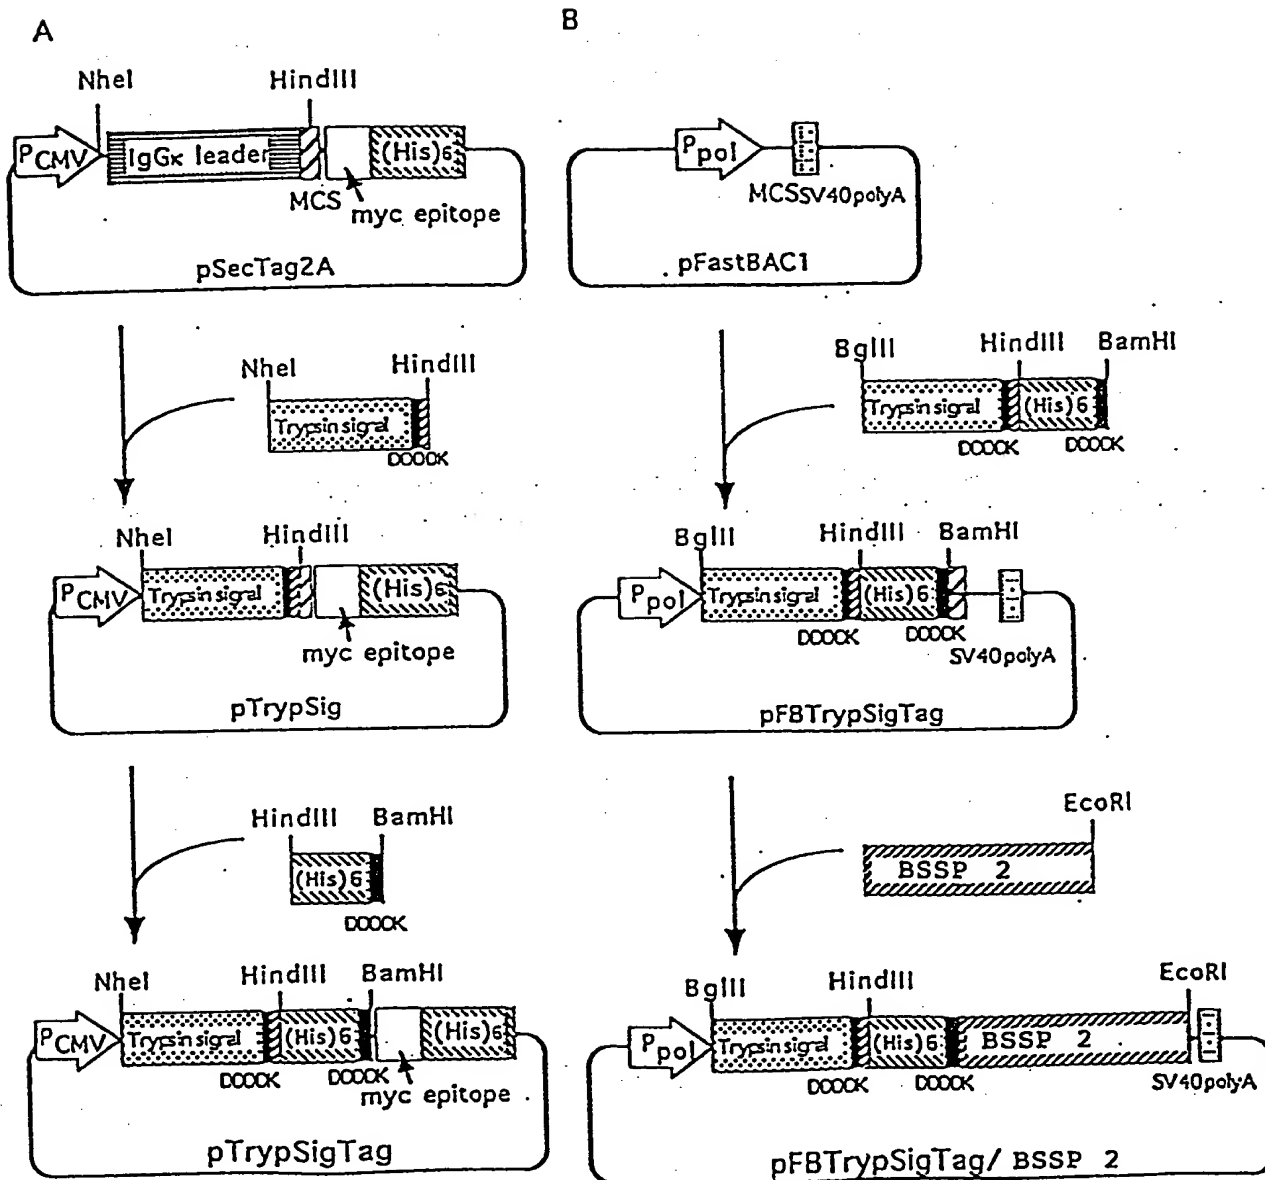 A
NheI
HindIII
PCMV
IgGκ leader
(His)6
MCS
myc epitope
pSecTag2A
NheI
HindIII
Trypsin signal
DDDDK
NheI
HindIII
PCMV
Trypsin signal
(His)6
myc epitope
pTrypSig
HindIII
BamHI
(His)6
DDDDK
NheI
HindIII
BamHI
PCMV
Trypsin signal
(His)6
(His)6
DDDDK
DDDDK
myc epitope
pTrypSigTag
B
Ppol
MCS
SV40polyA
pFastBAC1
BglII
HindIII
BamHI
Trypsin signal
(His)6
DDDDK
DDDDK
BglII
HindIII
BamHI
Ppol
Trypsin signal
(His)6
DDDDK
DDDDK
SV40polyA
pFBTrypSigTag
EcoRI
BSSP 2
BglII
HindIII
EcoRI
Ppol
Trypsin signal
(His)6
BSSP 2
DDDDK
DDDDK
SV40polyA
pFBTrypSigTag/ BSSP 2